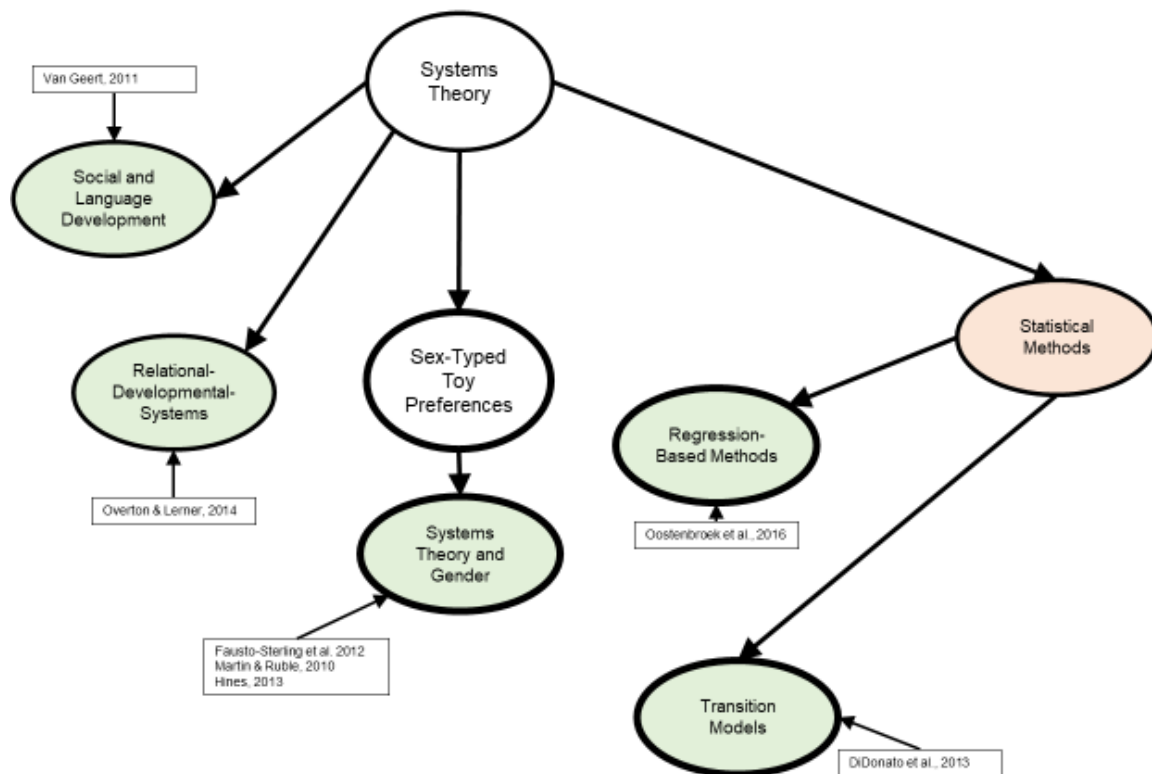 Systems
Theory
Van Geert, 2011
Social and
Language
Development
Relational-
Developmental-
Systems
Overton & Lerner, 2014
Sex-Typed
Toy
Preferences
Systems
Theory and
Gender
Fausto-Sterling et al. 2012
Martin & Ruble, 2010
Hines, 2013
Statistical
Methods
Regression-
Based Methods
Oostenbroek et al., 2016
Transition
Models
DiDonato et al., 2013